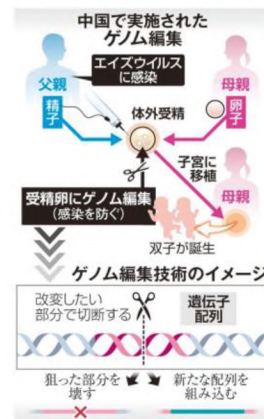 中国で実施された
ゲノム編集
エイズウイルス
に感染
父親
母親
精子
体外受精
卵子
子宮に
移植
受精卵にゲノム編集
(感染を防ぐ)
母親
双子が誕生
ゲノム編集技術のイメージ
改変したい
部分で切断する
遺伝子
配列
狙った部分を
壊す
新たな配列を
組み込む